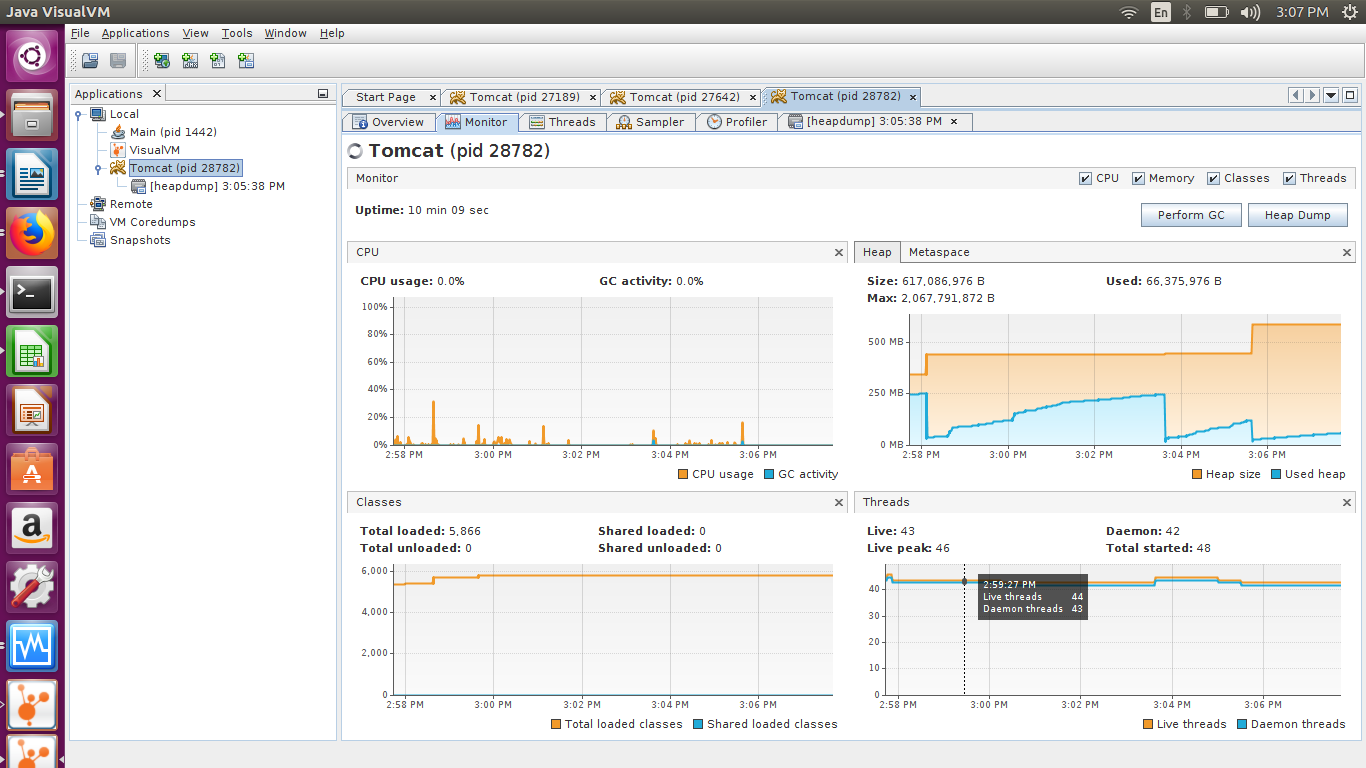 Java VisualVM
En
3:07 PM
File Applications View Tools Window Help
Applications
Local
Main (pid 1442)
VisualVM
Tomcat (pid 28782)
[heapdump] 3:05:38 PM
Remote
VM Coredumps
Snapshots
Start Page Tomcat (pid 27189) Tomcat (pid 27642) Tomcat (pid 28782)
Overview Monitor Threads Sampler Profiler [heapdump] 3:05:38 PM
Tomcat (pid 28782)
Monitor CPU Memory Classes Threads
Uptime: 10 min 09 sec
Perform GC Heap Dump
CPU
CPU usage: 0.0% GC activity: 0.0%
100%
80%
60%
40%
20%
0%
2:58 PM 3:00 PM 3:02 PM 3:04 PM 3:06 PM
CPU usage GC activity
Heap Metaspace
Size: 617,086,976 B Used: 66,375,976 B
Max: 2,067,791,872 B
500 MB
250 MB
0 MB
2:58 PM 3:00 PM 3:02 PM 3:04 PM 3:06 PM
Heap size Used heap
Classes
Total loaded: 5,866 Shared loaded: 0
Total unloaded: 0 Shared unloaded: 0
6,000
4,000
2,000
0
2:58 PM 3:00 PM 3:02 PM 3:04 PM 3:06 PM
Total loaded classes Shared loaded classes
Threads
Live: 43 Daemon: 42
Live peak: 46 Total started: 48
40
30
20
10
0
2:59:27 PM
Live threads 44
Daemon threads 43
2:58 PM 3:00 PM 3:02 PM 3:04 PM 3:06 PM
Live threads Daemon threads